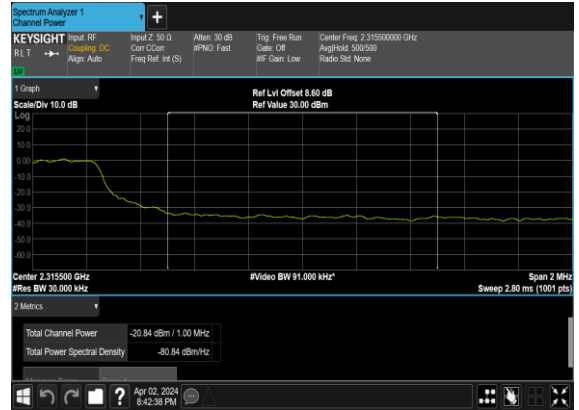 Spectrum Analyzer 1
Channel Power
KEYSIGHT Input: RF Input Z: 50 Ω Atten: 30 dB Trig: Free Run Center Freq: 2.315500000 GHz
RLT Coupling: DC Corr CCorr #PNO: Fast Gate: Off Avg|Hold: 500/500
Align: Auto Freq Ref: Int (S) #IF Gain: Low Radio Std: None
LM
1 Graph Ref Lvl Offset 8.60 dB
Scale/Div 10.0 dB Ref Value 30.00 dBm
Log
20.0
10.0
0.00
-10.0
-20.0
-30.0
-40.0
-50.0
-60.0
Center 2.315500 GHz #Video BW 91.000 kHz* Span 2 MHz
#Res BW 30.000 kHz Sweep 2.80 ms (1001 pts)
2 Metrics
Total Channel Power -20.84 dBm / 1.00 MHz
Total Power Spectral Density -80.84 dBm/Hz
? Apr 02, 2024
8:42:38 PM